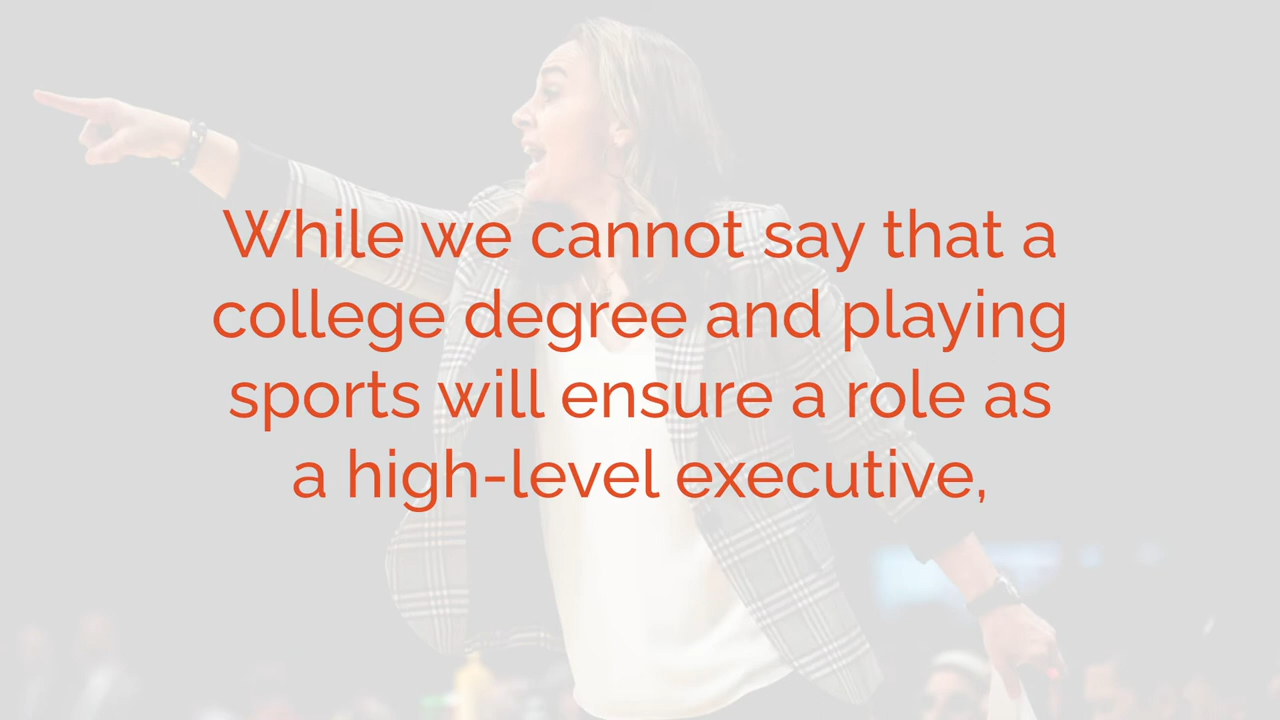 While we cannot say that a
college degree and playing
sports will ensure a role as
a high-level executive,